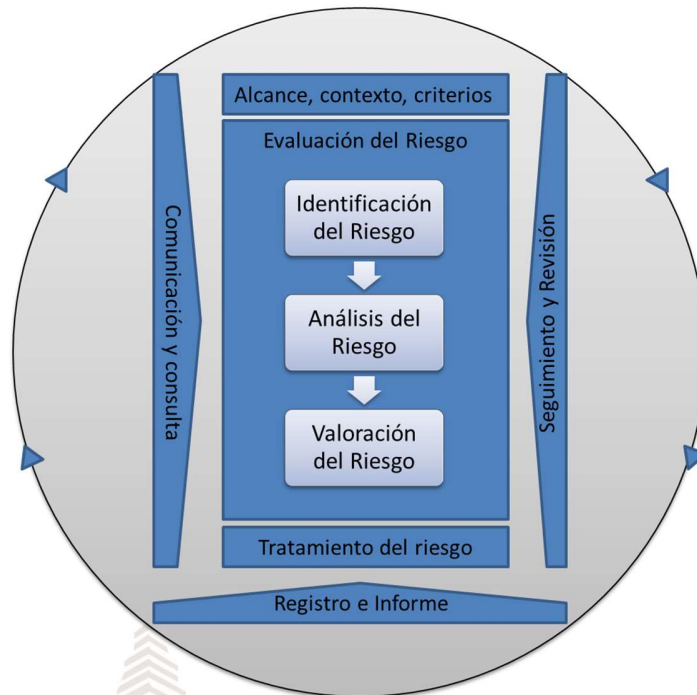 Alcance, contexto, criterios
Evaluación del Riesgo
Identificación
del Riesgo
Análisis del
Riesgo
Valoración
del Riesgo
Tratamiento del riesgo
Comunicación y consulta
Seguimiento y Revisión
Registro e Informe